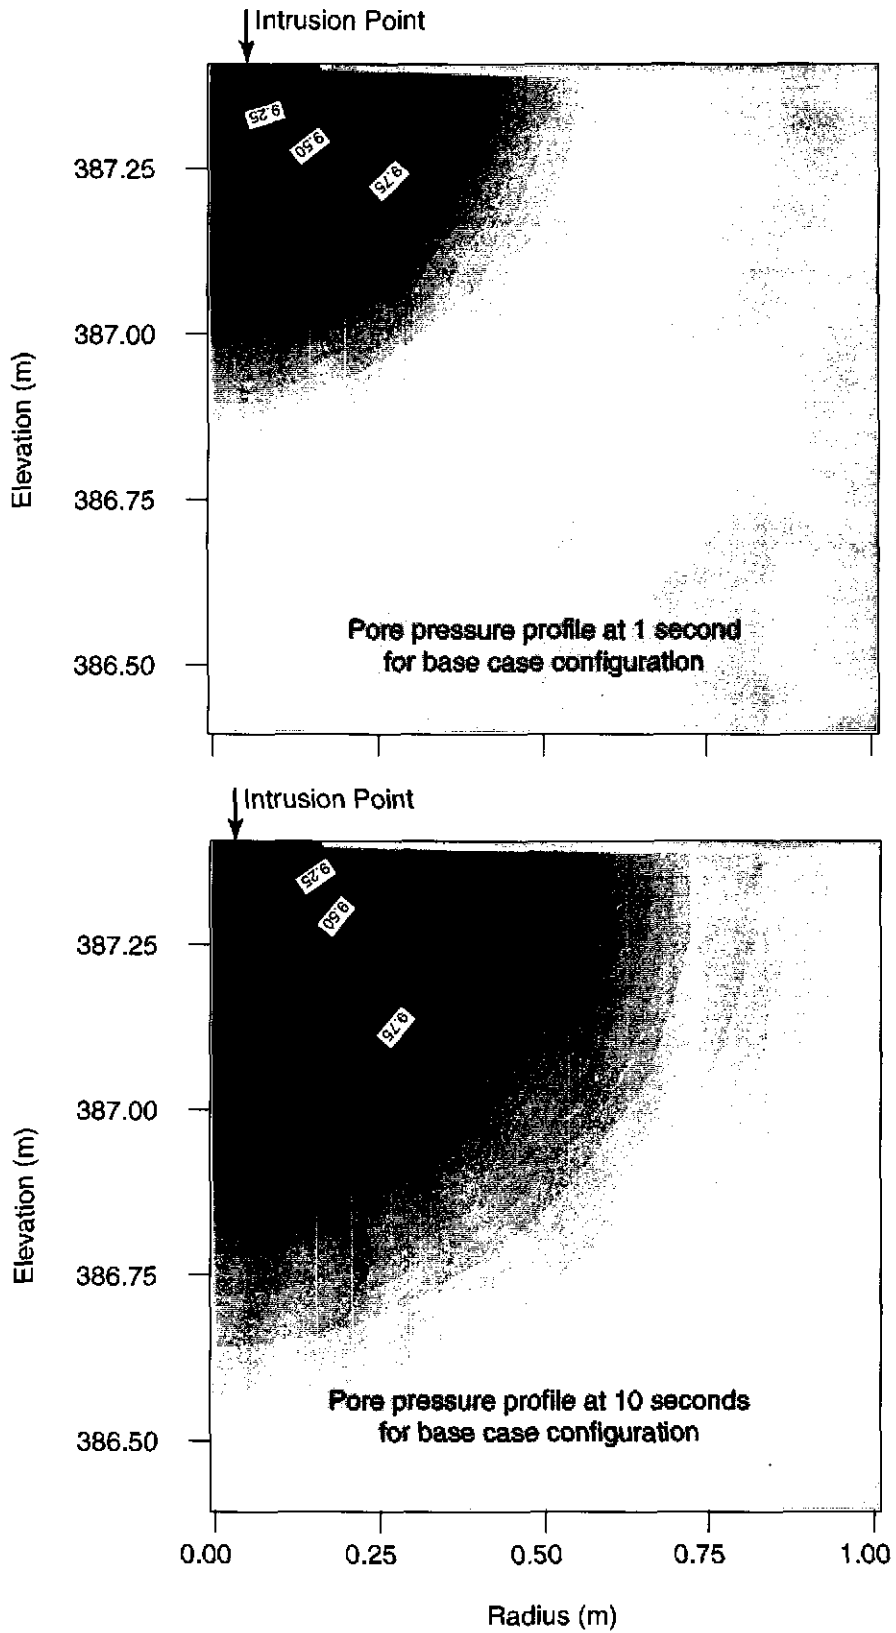 Intrusion Point
9.25
9.50
9.75
387.25
387.00
386.75
386.50
Elevation (m)
Pore pressure profile at 1 second
for base case configuration
Intrusion Point
9.25
9.50
9.75
387.25
387.00
386.75
386.50
Elevation (m)
Pore pressure profile at 10 seconds
for base case configuration
0.00 0.25 0.50 0.75 1.00
Radius (m)